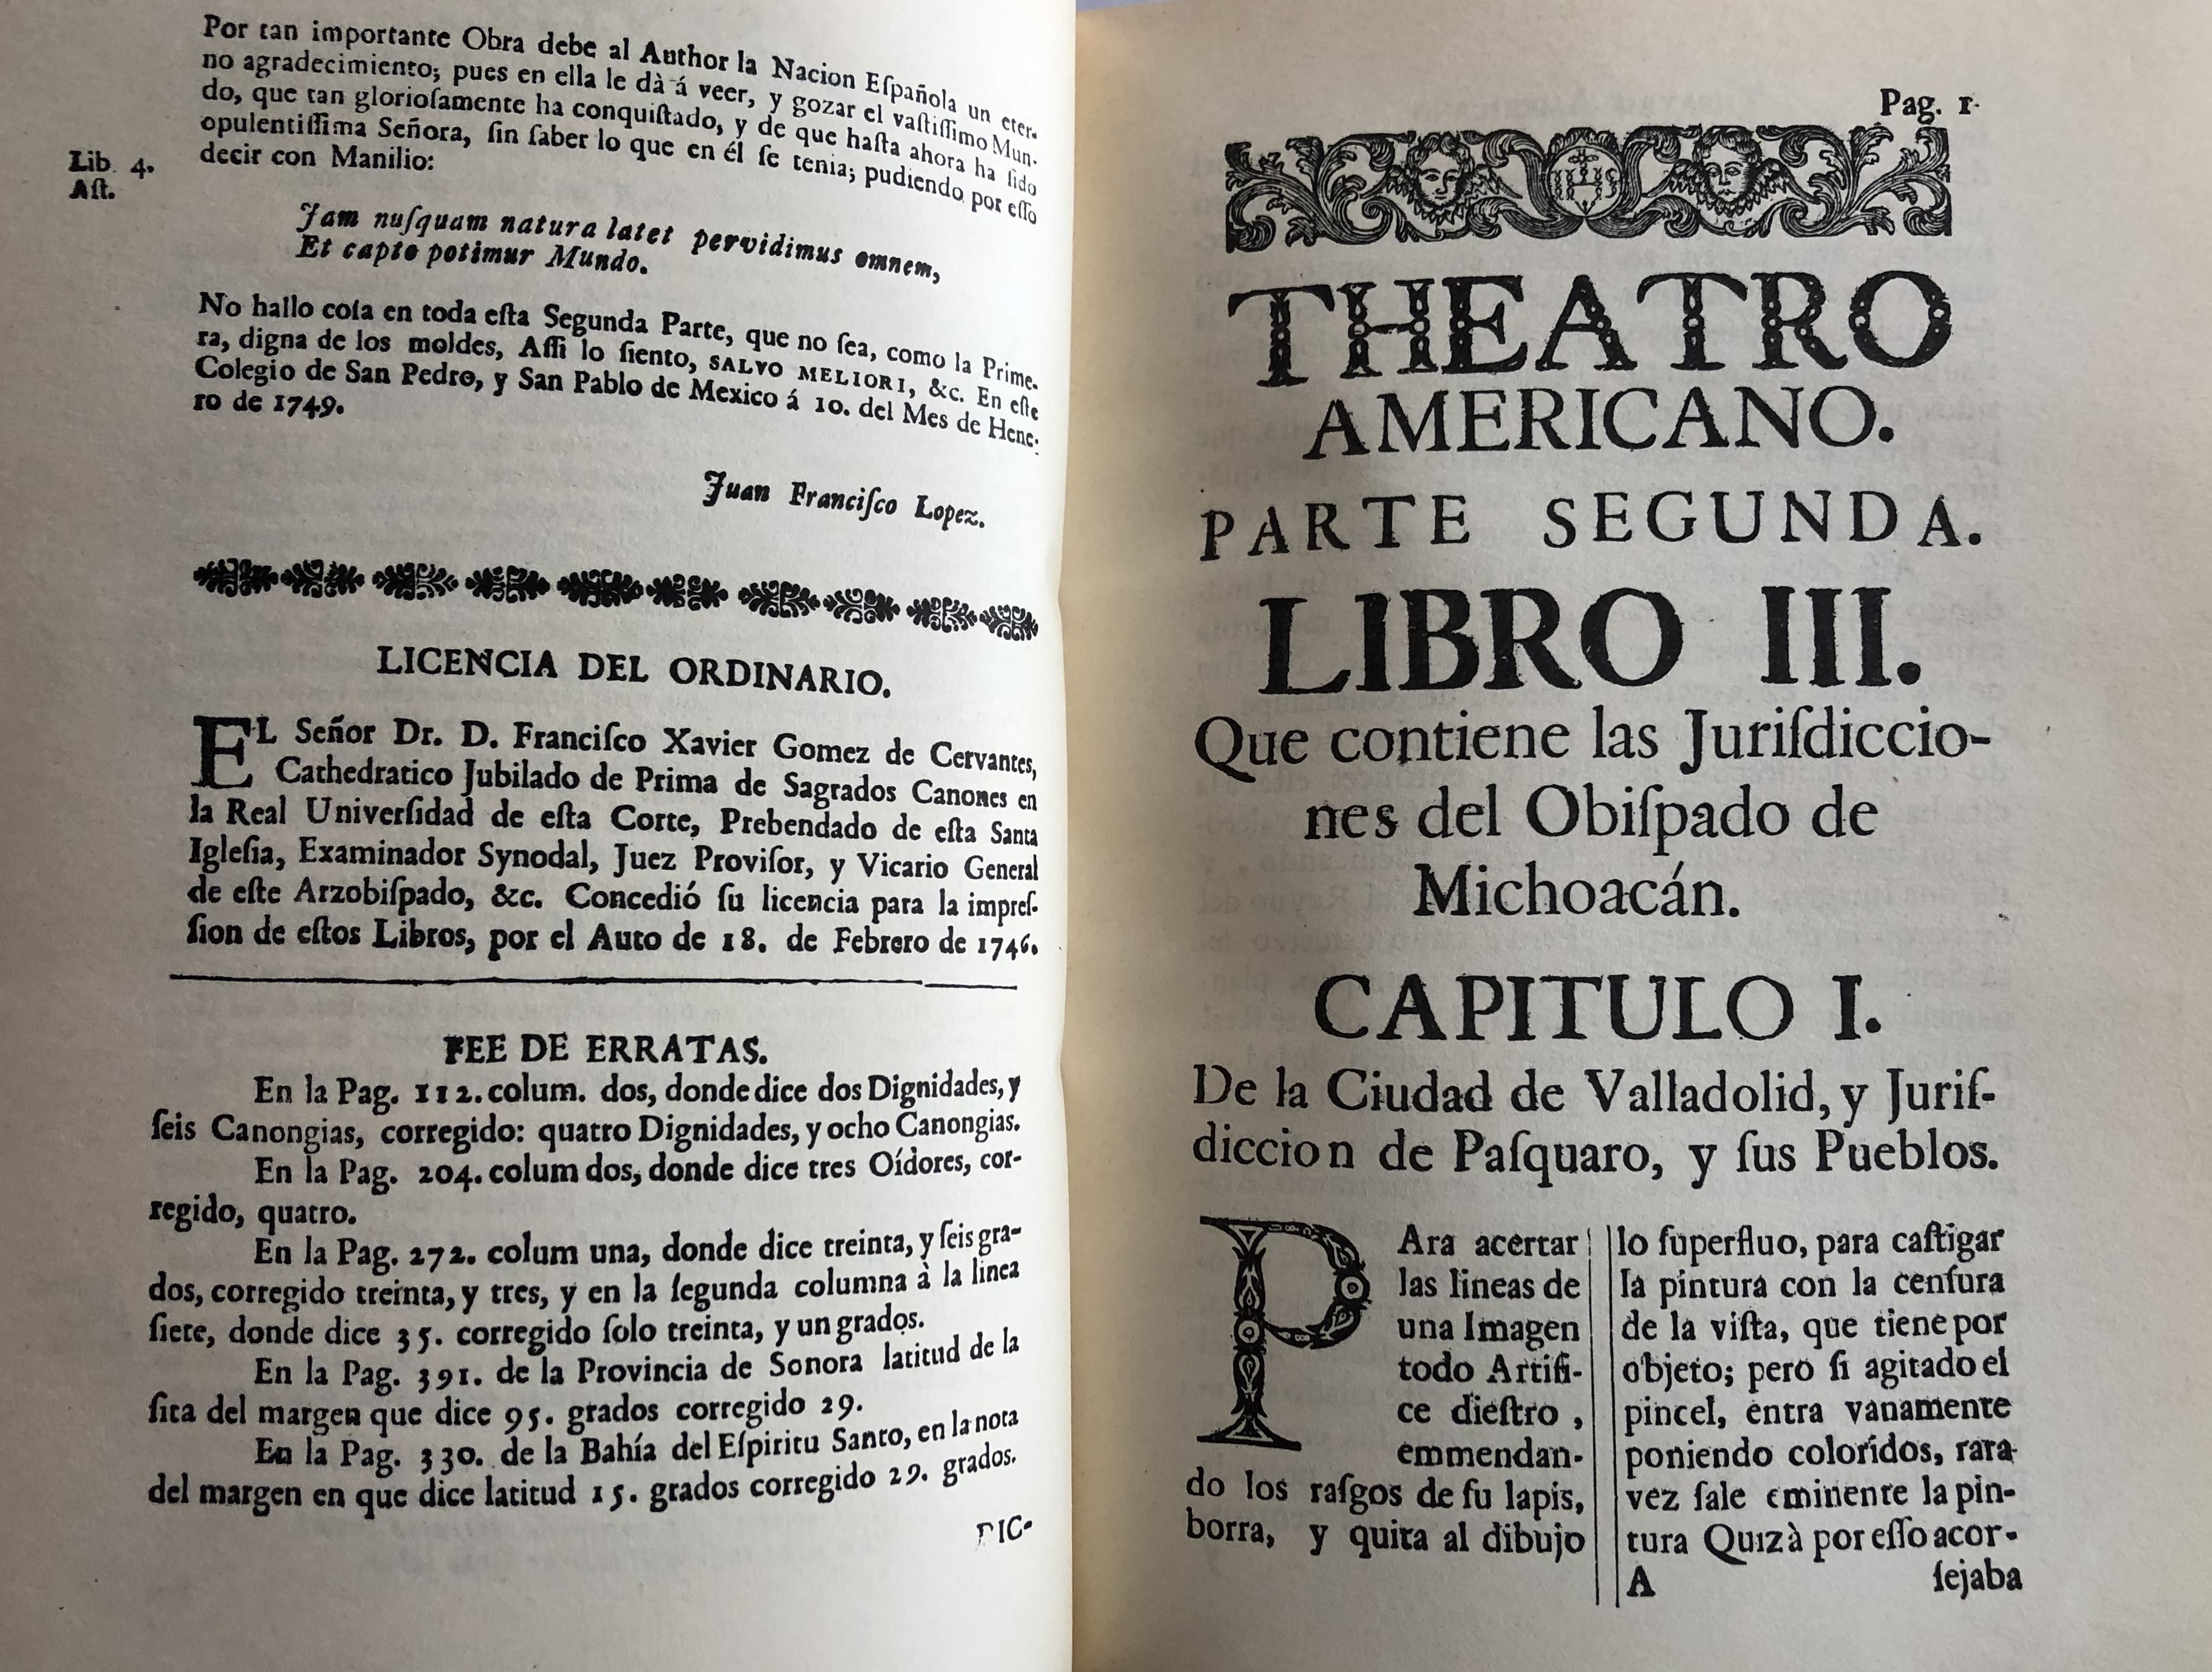 Por tan importante Obra debe al Author la Nacion Eſpañola un eter-
no agradecimiento; pues en ella le dà á veer, y gozar el vaſtiſſimo Mun-
do, que tan glorioſamente ha conquiſtado, y de que haſta ahora ha ſido
opulentiſſima Señora, ſin ſaber lo que en él ſe tenia; pudiendo por eſſo
decir con Manilio:
Lib. 4.
Aſt.
Jam nuſquam natura latet pervidimus omnem,
Et capto potimur Mundo.
No hallo coſa en toda eſta Segunda Parte, que no ſea, como la Prime-
ra, digna de los moldes, Aſſi lo ſiento, SALVO MELIORI, &c. En eſte
Colegio de San Pedro, y San Pablo de Mexico á 10. del Mes de Hene-
ro de 1749.
Juan Franciſco Lopez.
LICENCIA DEL ORDINARIO.
EL Señor Dr. D. Franciſco Xavier Gomez de Cervantes,
Cathedratico Jubilado de Prima de Sagrados Canones en
la Real Univerſidad de eſta Corte, Prebendado de eſta Santa
Igleſia, Examinador Synodal, Juez Proviſor, y Vicario General
de eſte Arzobiſpado, &c. Concedió ſu licencia para la impreſ-
ſion de eſtos Libros, por el Auto de 18. de Febrero de 1746.
FEE DE ERRATAS.
En la Pag. 112. colum. dos, donde dice dos Dignidades, y
ſeis Canongias, corregido: quatro Dignidades, y ocho Canongias.
En la Pag. 204. colum dos, donde dice tres Oídores, cor-
regido, quatro.
En la Pag. 272. colum una, donde dice treinta, y ſeis gra-
dos, corregido treinta, y tres, y en la ſegunda columna à la linea
ſiete, donde dice 35. corregido ſolo treinta, y un grados.
En la Pag. 391. de la Provincia de Sonora latitud de la
ſita del margen que dice 95. grados corregido 29.
En la Pag. 330. de la Bahía del Eſpiritu Santo, en la nota
del margen en que dice latitud 15. grados corregido 29. grados.
DIC-
Pag. 1.
IHS
THEATRO
AMERICANO.
PARTE SEGUNDA.
LIBRO III.
Que contiene las Juriſdiccio-
nes del Obiſpado de
Michoacán.
CAPITULO I.
De la Ciudad de Valladolid, y Juriſ-
diccion de Paſquaro, y ſus Pueblos.
PAra acertar
las lineas de
una Imagen
todo Artifi-
ce dieſtro,
emmendan-
do los raſgos de ſu lapis,
borra, y quita al dibujo
lo ſuperfluo, para caſtigar
la pintura con la cenſura
de la viſta, que tiene por
objeto; pero ſi agitado el
pincel, entra vanamente
poniendo coloridos, rara
vez ſale eminente la pin-
tura Quizà por eſſo acor-
A ſejaba